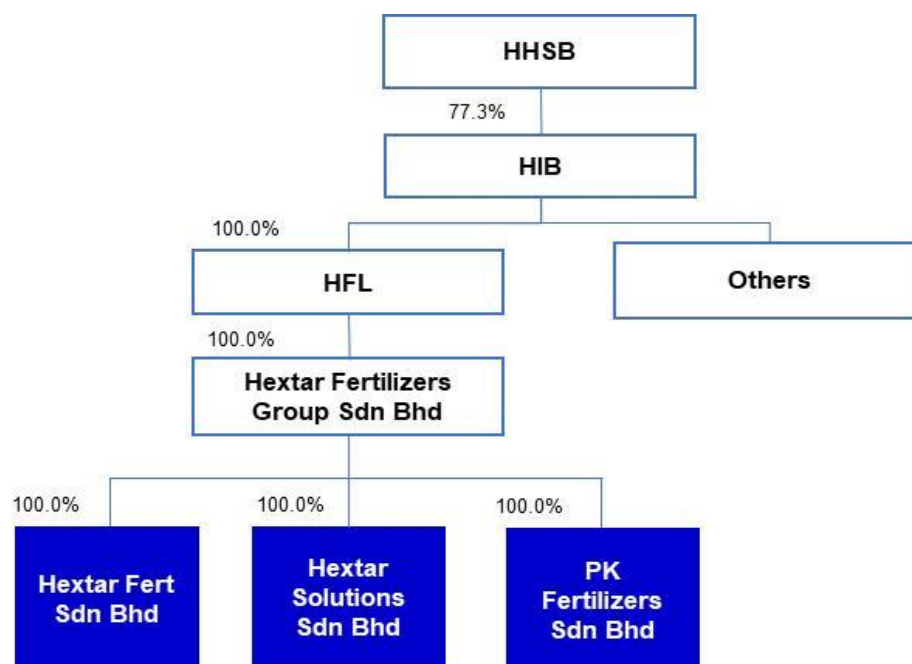 HHSB
77.3%
HIB
100.0%
HFL
Others
100.0%
Hextar Fertilizers
Group Sdn Bhd
100.0%
100.0%
100.0%
Hextar Fert
Sdn Bhd
Hextar
Solutions
Sdn Bhd
PK
Fertilizers
Sdn Bhd